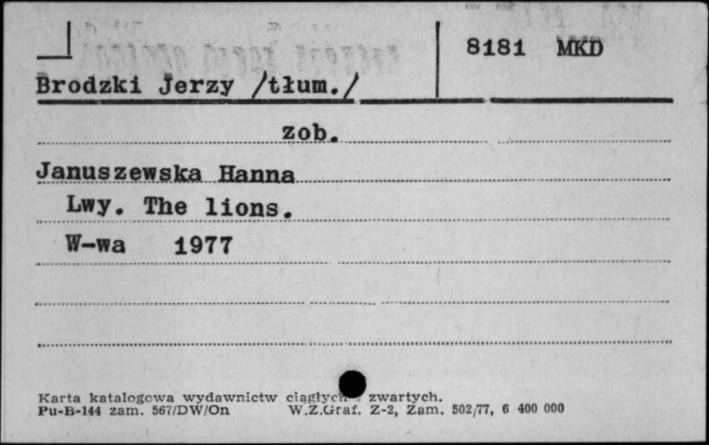 8181 MKD
Brodzki Jerzy /tłum./
zob.
Januszewska Hanna
Lwy. The lions.
W-wa 1977
Karta katalogowa wydawnictw ciągłych zwartych.
Pu-B-144 zam. 567/DW/On W.Z.Graf. Z-2, Zam. 502/77, 6 400 000